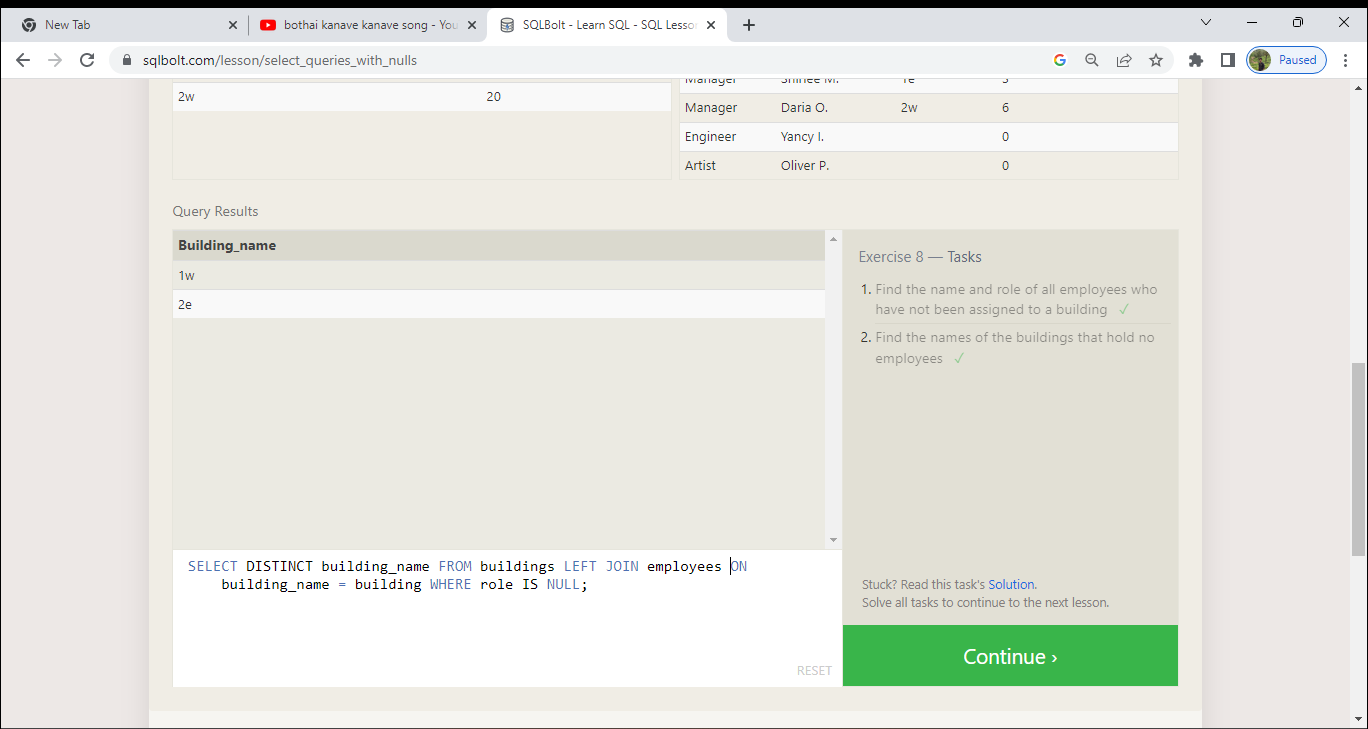 New Tab
bothai kanave kanave song - You
SQLBolt - Learn SQL - SQL Lesson
sqlbolt.com/lesson/select_queries_with_nulls
Paused
Manager Shinee M. 1e 3
2w 20
Manager Daria O. 2w 6
Engineer Yancy I. 0
Artist Oliver P. 0
Query Results
Building_name
1w
2e
Exercise 8 — Tasks
1. Find the name and role of all employees who
have not been assigned to a building ✓
2. Find the names of the buildings that hold no
employees ✓
SELECT DISTINCT building_name FROM buildings LEFT JOIN employees ON
building_name = building WHERE role IS NULL;
RESET
Stuck? Read this task's Solution.
Solve all tasks to continue to the next lesson.
Continue ›